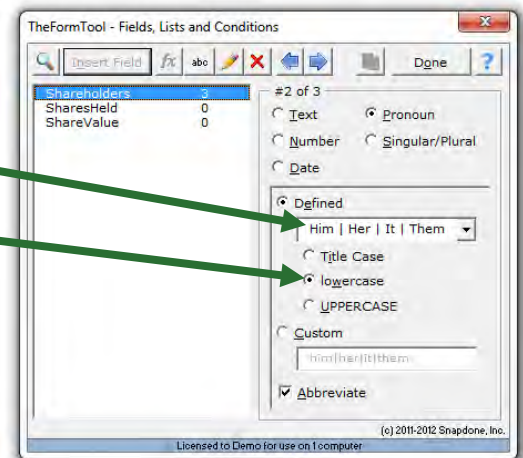 TheFormTool - Fields, Lists and Conditions
Insert Field fx abc Done ?
Shareholders 3
SharesHeld 0
ShareValue 0
#2 of 3
Text Pronoun
Number Singular/Plural
Date
Defined
Him | Her | It | Them
Title Case
lowercase
UPPERCASE
Custom
him|her|it|them
Abbreviate
(c) 2011-2012 Snapdone, Inc.
Licensed to Demo for use on 1 computer